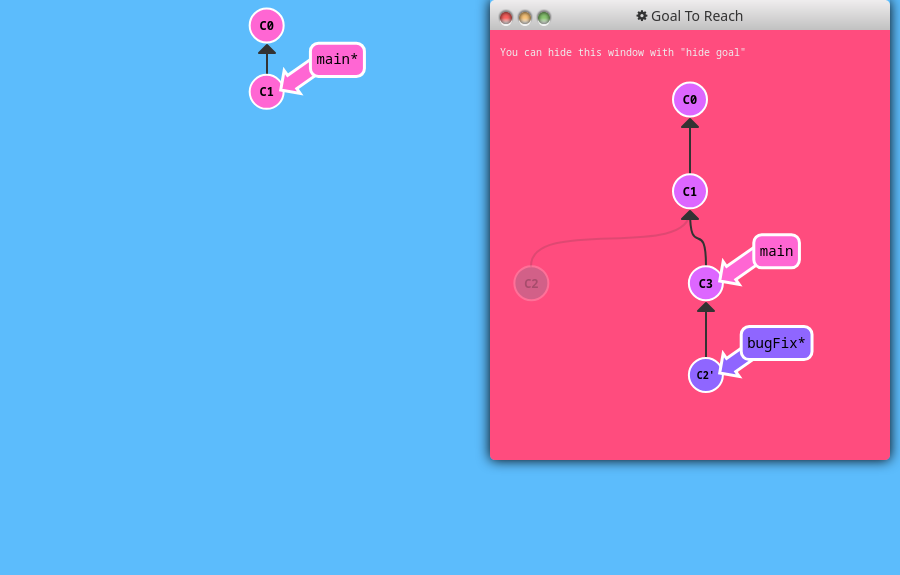 C0
main*
C1
Goal To Reach
You can hide this window with "hide goal"
C0
C1
main
C2
C3
bugFix*
C2'